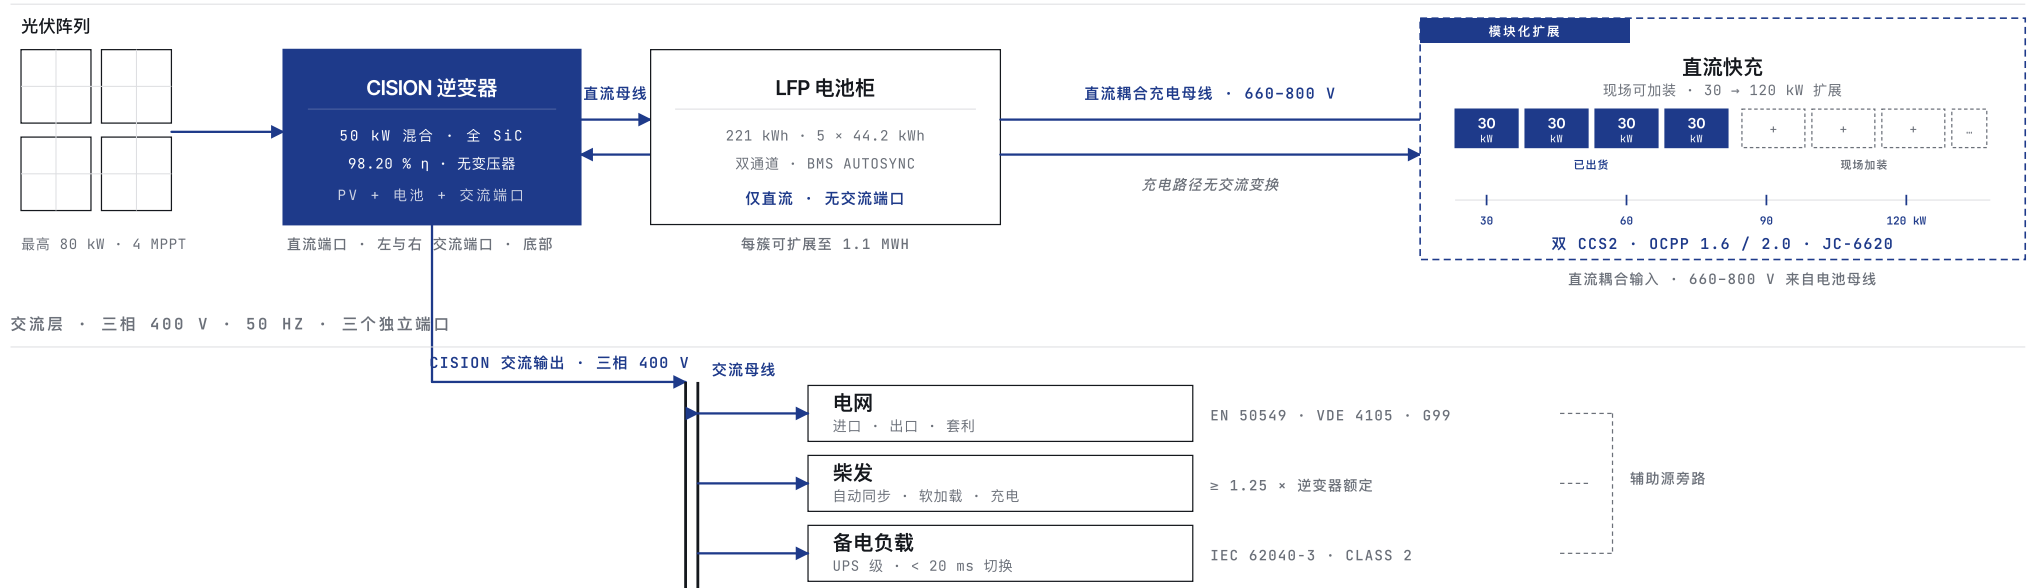 光伏阵列
最高 80 kW · 4 MPPT
CISION 逆变器
50 kW 混合 · 全 SiC
98.20 % η · 无变压器
PV + 电池 + 交流端口
直流端口 · 左与右
交流端口 · 底部
直流母线
LFP 电池柜
221 kWh · 5 × 44.2 kWh
双通道 · BMS AUTOSYNC
仅直流 · 无交流端口
每簇可扩展至 1.1 MWH
直流耦合充电母线 · 660–800 V
充电路径无交流变换
模块化扩展
直流快充
现场可加装 · 30 → 120 kW 扩展
30 30 30 30 + + + …
kW kW kW kW
已出货 现场加装
30 60 90 120 kW
双 CCS2 · OCPP 1.6 / 2.0 · JC-6620
直流耦合输入 · 660–800 V 来自电池母线
交流层 · 三相 400 V · 50 HZ · 三个独立端口
CISION 交流输出 · 三相 400 V
交流母线
电网
进口 · 出口 · 套利
EN 50549 · VDE 4105 · G99
柴发
自动同步 · 软加载 · 充电
≥ 1.25 × 逆变器额定
辅助源旁路
备电负载
UPS 级 · < 20 ms 切换
IEC 62040-3 · CLASS 2